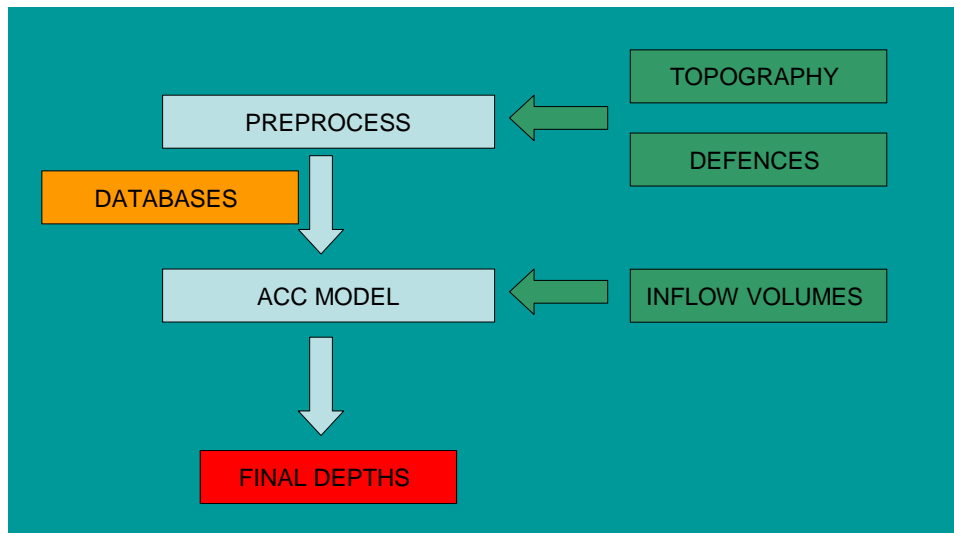 TOPOGRAPHY
PREPROCESS
DEFENCES
DATABASES
ACC MODEL
INFLOW VOLUMES
FINAL DEPTHS